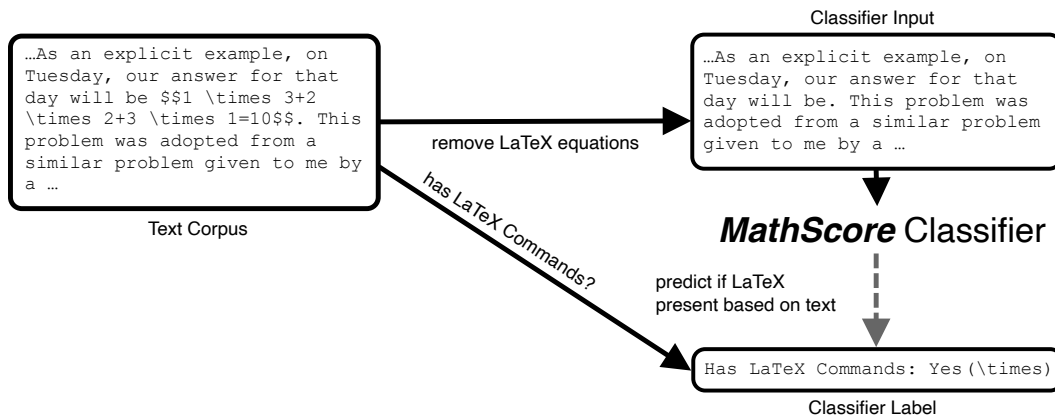 …As an explicit example, on
Tuesday, our answer for that
day will be $$1 \times 3+2
\times 2+3 \times 1=10$$. This
problem was adopted from a
similar problem given to me by
a …
Text Corpus
remove LaTeX equations
has LaTeX Commands?
Classifier Input
…As an explicit example, on
Tuesday, our answer for that
day will be. This problem was
adopted from a similar problem
given to me by a …
MathScore Classifier
predict if LaTeX
present based on text
Has LaTeX Commands: Yes(\times)
Classifier Label